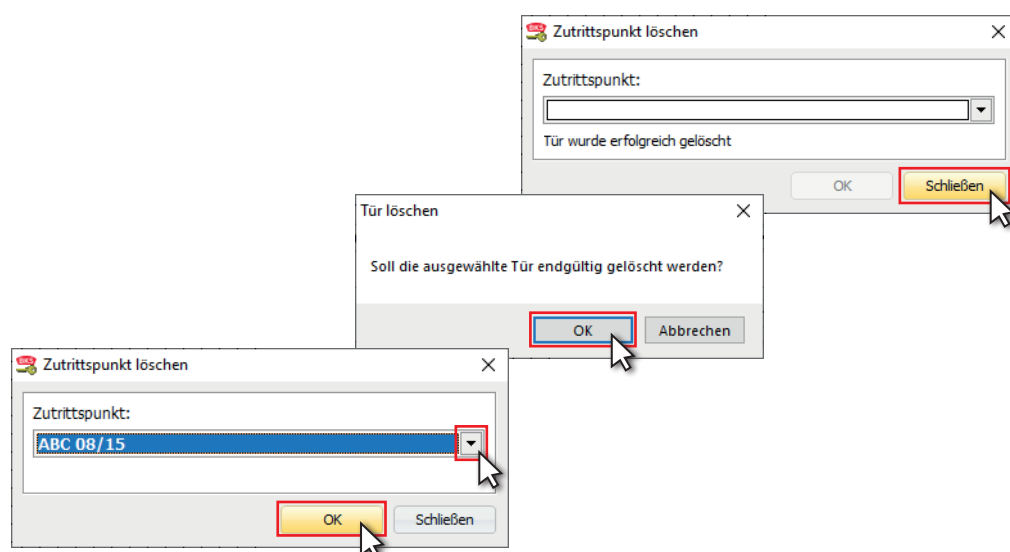 Zutrittspunkt löschen
Zutrittspunkt:
Tür wurde erfolgreich gelöscht
OK
Schließen
Tür löschen
Soll die ausgewählte Tür endgültig gelöscht werden?
OK
Abbrechen
BKS Zutrittspunkt löschen
Zutrittspunkt:
ABC 08/15
OK
Schließen